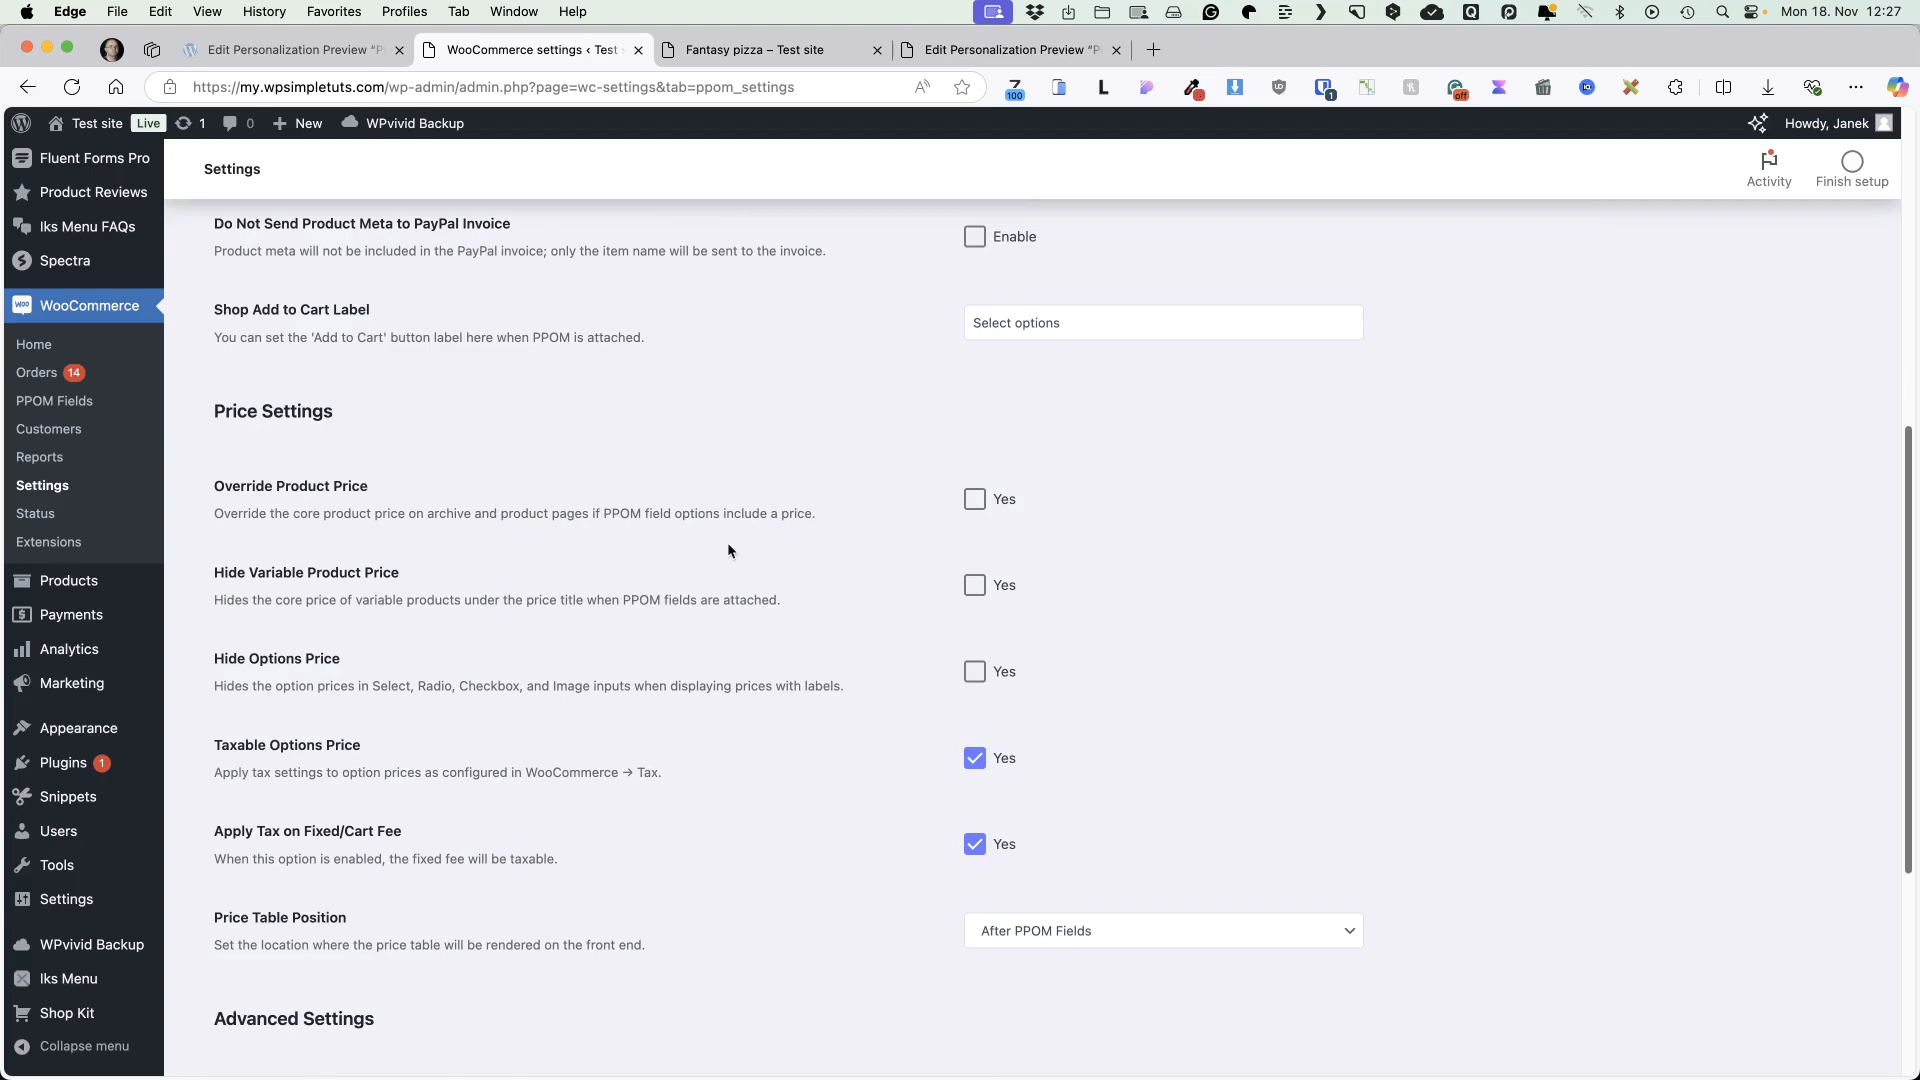 Edge File Edit View History Favorites Profiles Tab Window Help
Mon 18. Nov 12:27
Edit Personalization Preview “P
WooCommerce settings ‹ Test
Fantasy pizza – Test site
Edit Personalization Preview “P
https://my.wpsimpletuts.com/wp-admin/admin.php?page=wc-settings&tab=ppom_settings
100
1
off
Test site Live 1 0 New WPvivid Backup
Howdy, Janek
Fluent Forms Pro
Product Reviews
Iks Menu FAQs
Spectra
WooCommerce
Home
Orders 14
PPOM Fields
Customers
Reports
Settings
Status
Extensions
Products
Payments
Analytics
Marketing
Appearance
Plugins 1
Snippets
Users
Tools
Settings
WPvivid Backup
Iks Menu
Shop Kit
Collapse menu
Settings
Activity
Finish setup
Do Not Send Product Meta to PayPal Invoice
Product meta will not be included in the PayPal invoice; only the item name will be sent to the invoice.
Enable
Shop Add to Cart Label
You can set the 'Add to Cart' button label here when PPOM is attached.
Select options
Price Settings
Override Product Price
Override the core product price on archive and product pages if PPOM field options include a price.
Yes
Hide Variable Product Price
Hides the core price of variable products under the price title when PPOM fields are attached.
Yes
Hide Options Price
Hides the option prices in Select, Radio, Checkbox, and Image inputs when displaying prices with labels.
Yes
Taxable Options Price
Apply tax settings to option prices as configured in WooCommerce → Tax.
Yes
Apply Tax on Fixed/Cart Fee
When this option is enabled, the fixed fee will be taxable.
Yes
Price Table Position
Set the location where the price table will be rendered on the front end.
After PPOM Fields
Advanced Settings